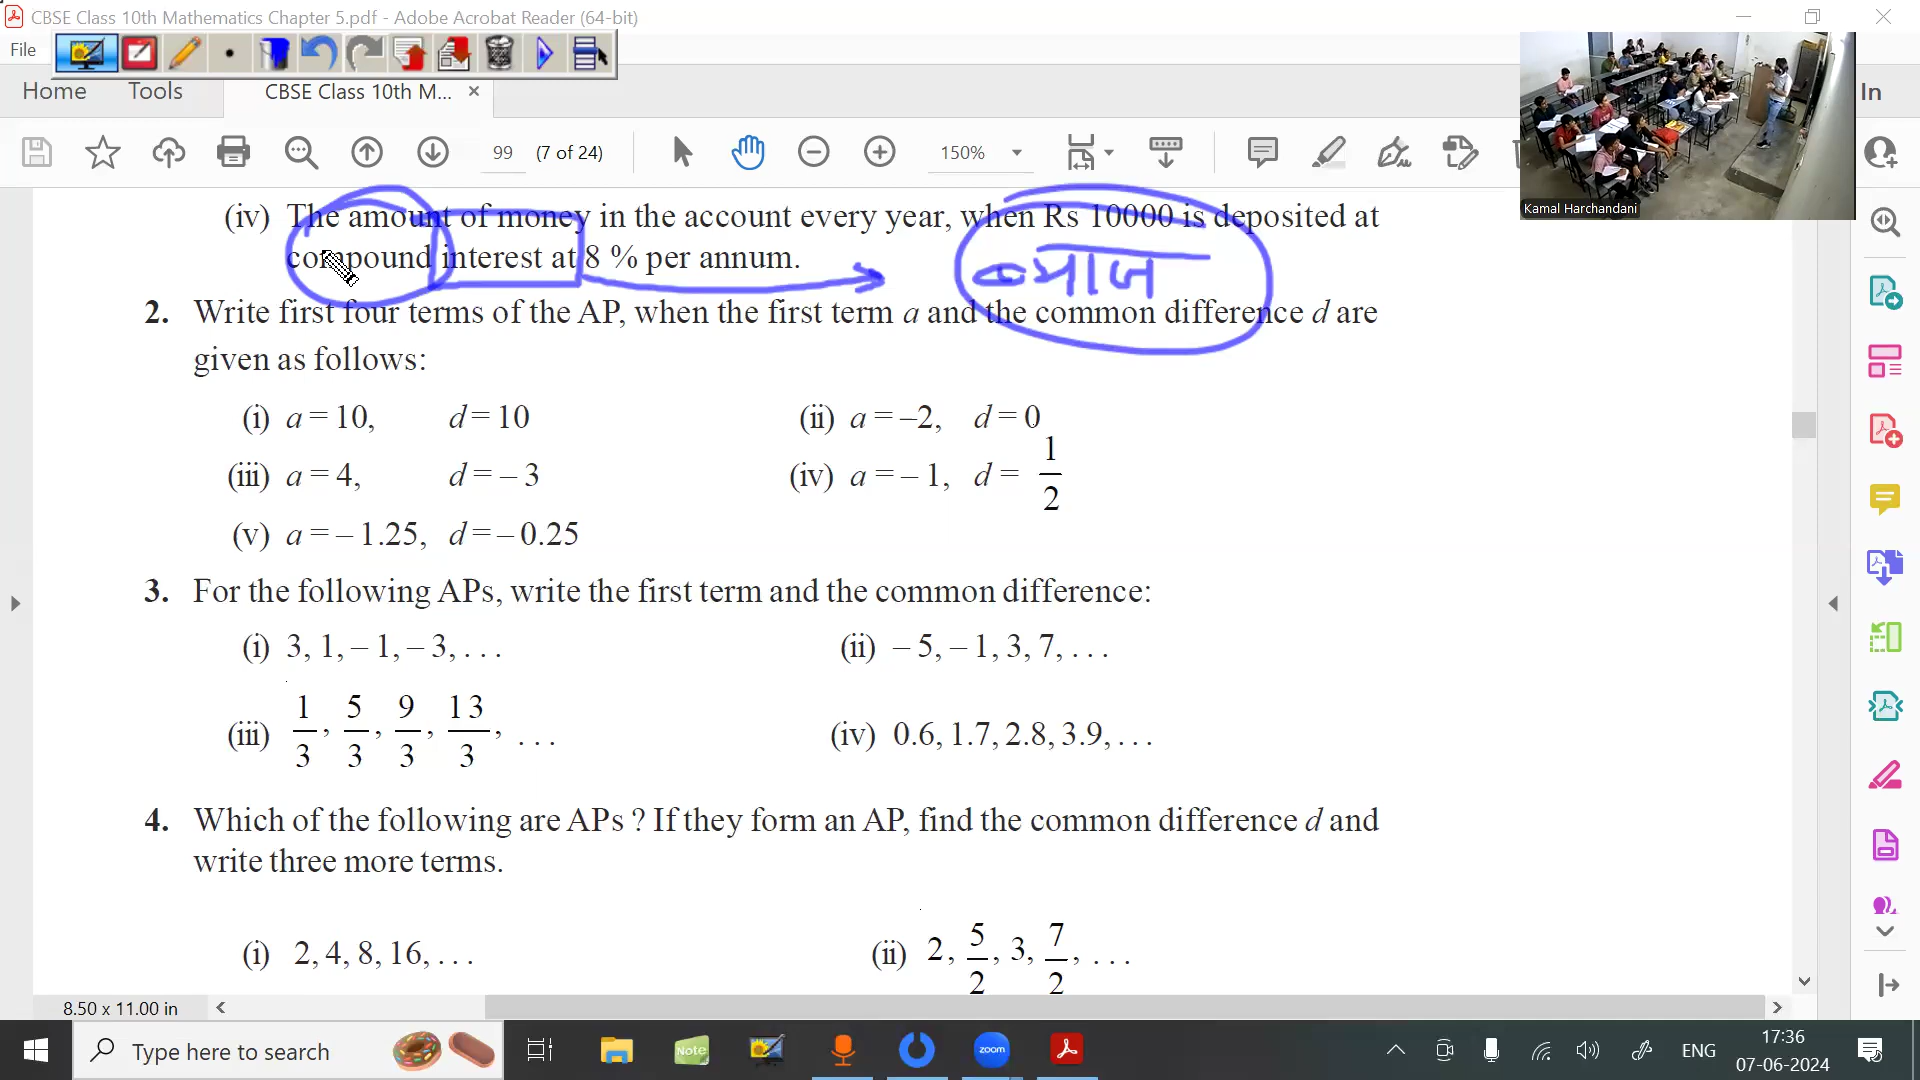 CBSE Class 10th Mathematics Chapter 5.pdf - Adobe Acrobat Reader (64-bit)
File
Home Tools CBSE Class 10th M... × In
99 (7 of 24) 150%
Kamal Harchandani
(iv) The amount of money in the account every year, when Rs 10000 is deposited at
compound interest at 8 % per annum.
ब्याज
2. Write first four terms of the AP, when the first term a and the common difference d are
given as follows:
(i) a = 10, d = 10 (ii) a = –2, d = 0
(iii) a = 4, d = – 3 (iv) a = – 1, d = 1/2
(v) a = – 1.25, d = – 0.25
3. For the following APs, write the first term and the common difference:
(i) 3, 1, – 1, – 3, . . . (ii) – 5, – 1, 3, 7, . . .
(iii) 1/3, 5/3, 9/3, 13/3, . . . (iv) 0.6, 1.7, 2.8, 3.9, . . .
4. Which of the following are APs ? If they form an AP, find the common difference d and
write three more terms.
(i) 2, 4, 8, 16, . . . (ii) 2, 5/2, 3, 7/2, . . .
8.50 x 11.00 in
Type here to search Note zoom ENG 17:36
07-06-2024